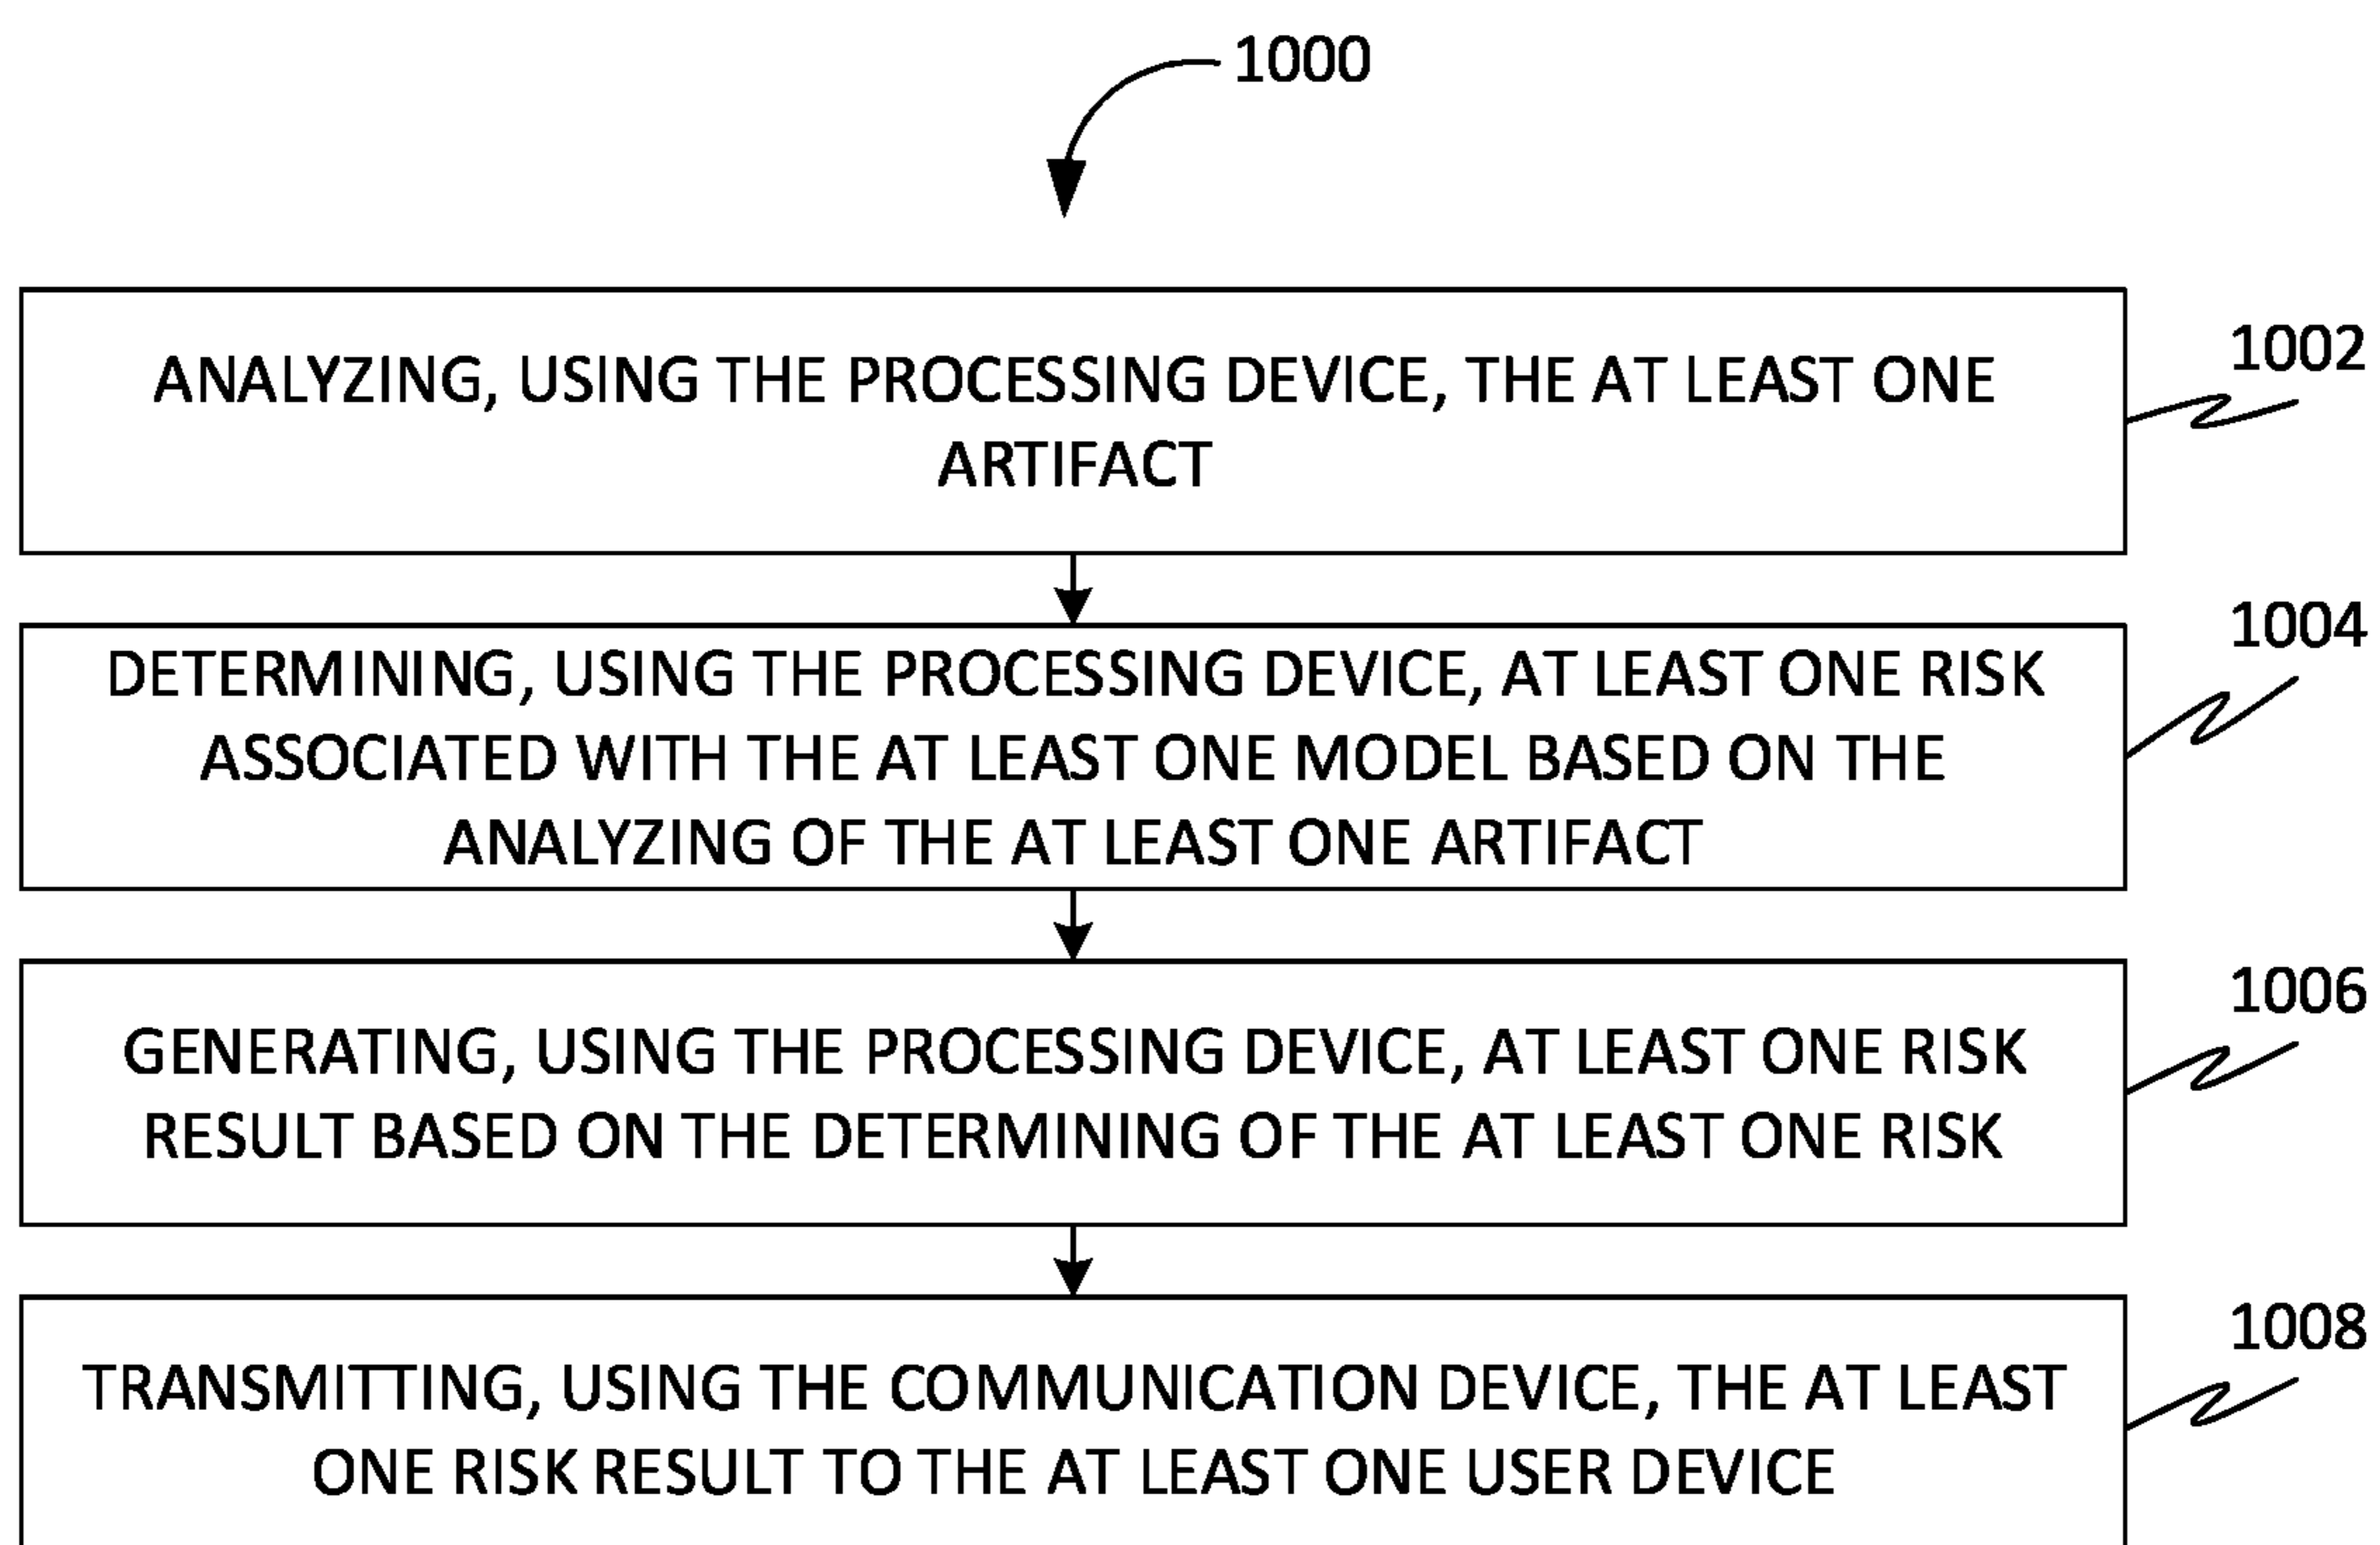 1000
ANALYZING, USING THE PROCESSING DEVICE, THE AT LEAST ONE
ARTIFACT
1002
DETERMINING, USING THE PROCESSING DEVICE, AT LEAST ONE RISK
ASSOCIATED WITH THE AT LEAST ONE MODEL BASED ON THE
ANALYZING OF THE AT LEAST ONE ARTIFACT
1004
GENERATING, USING THE PROCESSING DEVICE, AT LEAST ONE RISK
RESULT BASED ON THE DETERMINING OF THE AT LEAST ONE RISK
1006
TRANSMITTING, USING THE COMMUNICATION DEVICE, THE AT LEAST
ONE RISK RESULT TO THE AT LEAST ONE USER DEVICE
1008